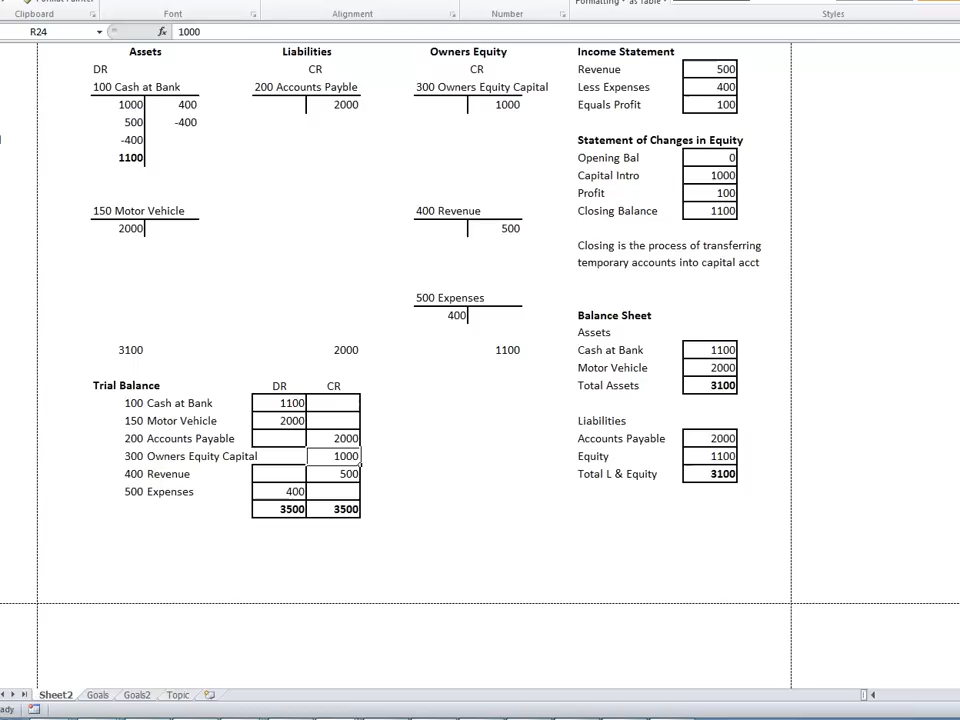 Clipboard Font Alignment Number Styles
R24 fx 1000
Assets Liabilities Owners Equity Income Statement
DR CR CR Revenue 500
100 Cash at Bank 200 Accounts Payble 300 Owners Equity Capital Less Expenses 400
1000 400 2000 1000 Equals Profit 100
500 -400
-400 Statement of Changes in Equity
1100 Opening Bal 0
Capital Intro 1000
Profit 100
150 Motor Vehicle 400 Revenue Closing Balance 1100
2000 500
Closing is the process of transferring
temporary accounts into capital acct
500 Expenses
400 Balance Sheet
Assets
3100 2000 1100 Cash at Bank 1100
Motor Vehicle 2000
Trial Balance DR CR Total Assets 3100
100 Cash at Bank 1100
150 Motor Vehicle 2000 Liabilities
200 Accounts Payable 2000 Accounts Payable 2000
300 Owners Equity Capital 1000 Equity 1100
400 Revenue 500 Total L & Equity 3100
500 Expenses 400
3500 3500
Sheet2 Goals Goals2 Topic